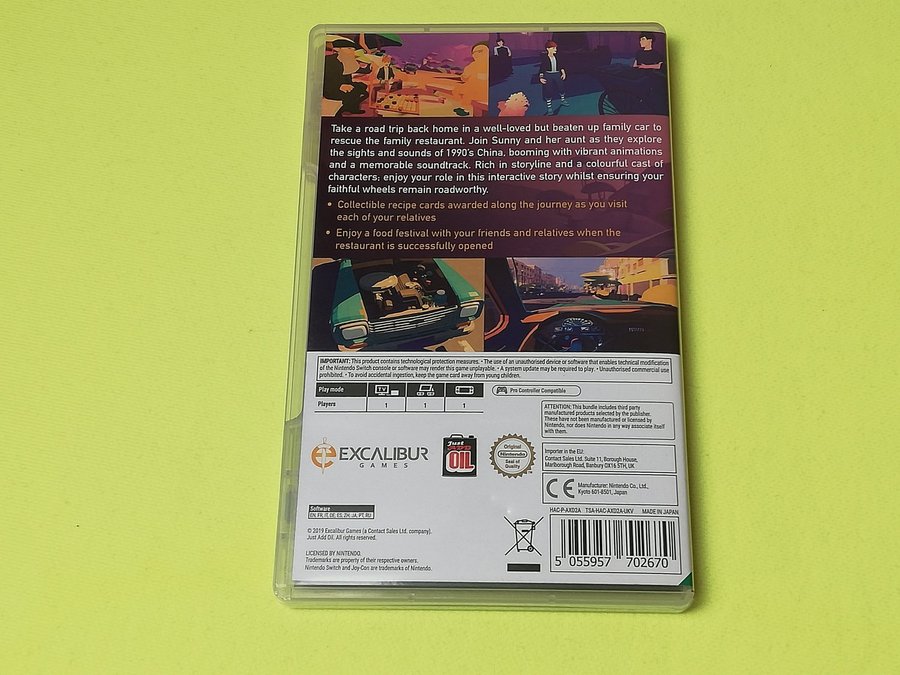 Take a road trip back home in a well-loved but beaten up family car to
rescue the family restaurant. Join Sunny and her aunt as they explore
the sights and sounds of 1990's China, booming with vibrant animations
and a memorable soundtrack. Rich in storyline and a colourful cast of
characters; enjoy your role in this interactive story whilst ensuring your
faithful wheels remain roadworthy.
• Collectible recipe cards awarded along the journey as you visit
each of your relatives
• Enjoy a food festival with your friends and relatives when the
restaurant is successfully opened
IMPORTANT: This product contains technological protection measures. • The use of an unauthorised device or software that enables technical modification
of the Nintendo Switch console or software may render this game unplayable. • A system update may be required to play. • Unauthorised commercial use
prohibited. • To avoid accidental ingestion, keep the game card away from young children.
Play mode TV
Players 1 1 1
Pro Controller Compatible
ATTENTION: This bundle includes third party
manufactured products selected by the publisher.
These have not been manufactured or licenced by
Nintendo, nor does Nintendo in any way associate itself
with them.
EXCALIBUR
GAMES
Just
ADD
OIL
Original
Nintendo
Seal of
Quality
Importer in the EU:
Contact Sales Ltd. Suite 11, Borough House,
Marlborough Road, Banbury OX16 5TH, UK
CE Manufacturer: Nintendo Co., Ltd.,
Kyoto 601-8501, Japan
Software
EN, FR, IT, DE, ES, ZH, JA, PT, RU
HAC-P-AXD2A TSA-HAC-AXD2A-UKV MADE IN JAPAN
© 2019 Excalibur Games (a Contact Sales Ltd. company).
Just Add Oil. All rights reserved.
LICENSED BY NINTENDO.
Trademarks are property of their respective owners.
Nintendo Switch and Joy-Con are trademarks of Nintendo.
5 055957 702670